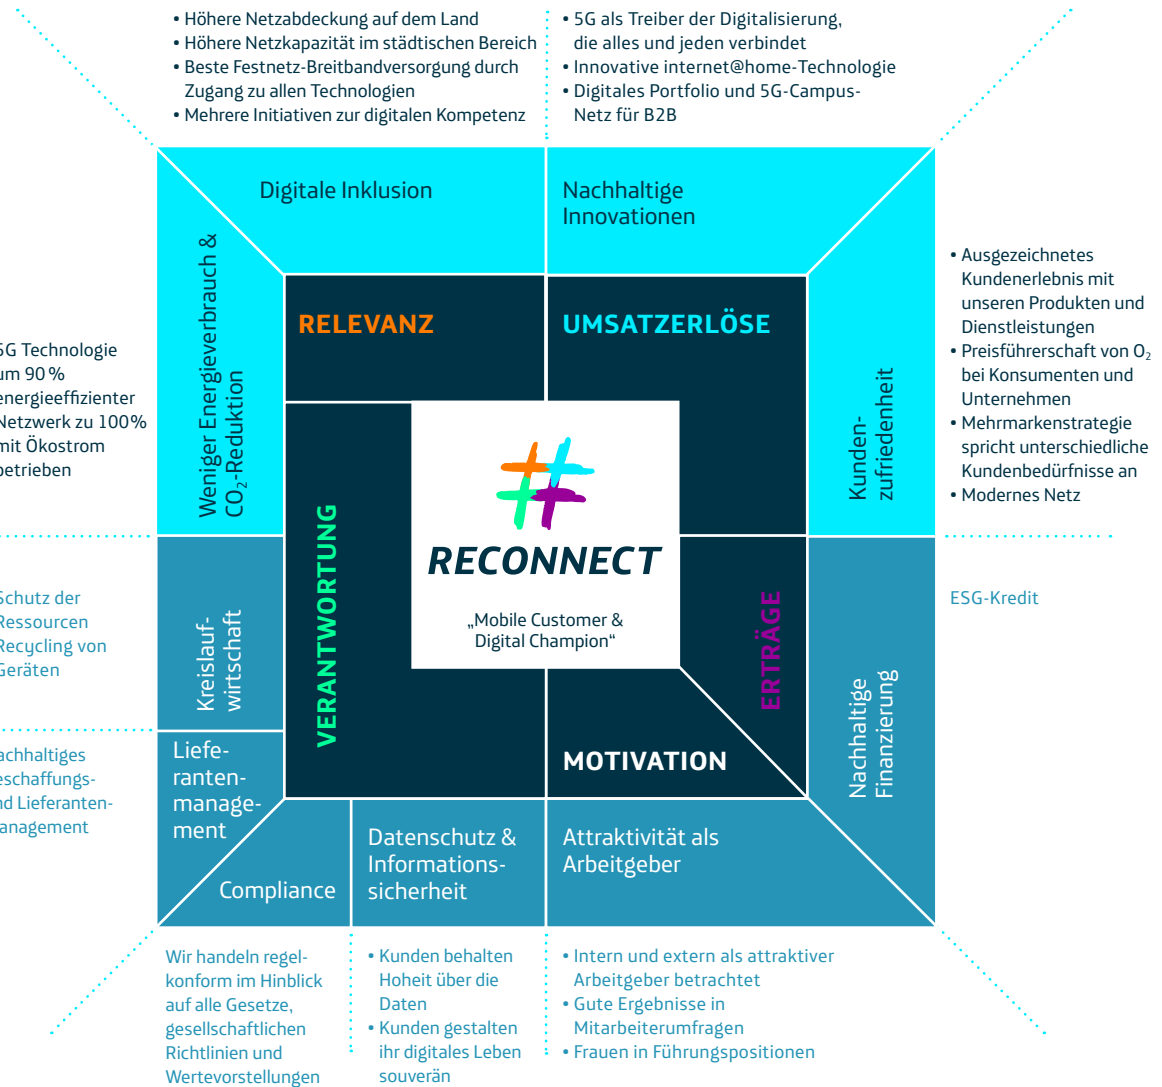 • Höhere Netzabdeckung auf dem Land
• Höhere Netzkapazität im städtischen Bereich
• Beste Festnetz-Breitbandversorgung durch
Zugang zu allen Technologien
• Mehrere Initiativen zur digitalen Kompetenz
• 5G als Treiber der Digitalisierung,
die alles und jeden verbindet
• Innovative internet@home-Technologie
• Digitales Portfolio und 5G-Campus-
Netz für B2B
Digitale Inklusion
Nachhaltige
Innovationen
5G Technologie
um 90 %
energieeffizienter
Netzwerk zu 100%
mit Ökostrom
betrieben
Weniger Energieverbrauch &
CO₂-Reduktion
RELEVANZ
UMSATZERLÖSE
Kunden-
zufriedenheit
• Ausgezeichnetes
Kundenerlebnis mit
unseren Produkten und
Dienstleistungen
• Preisführerschaft von O₂
bei Konsumenten und
Unternehmen
• Mehrmarkenstrategie
spricht unterschiedliche
Kundenbedürfnisse an
• Modernes Netz
RECONNECT
„Mobile Customer &
Digital Champion“
VERANTWORTUNG
ERTRÄGE
MOTIVATION
Schutz der
Ressourcen
Recycling von
Geräten
Kreislauf-
wirtschaft
Nachhaltige
Finanzierung
ESG-Kredit
achhaltiges
eschaffungs-
nd Lieferanten-
anagement
Liefe-
ranten-
manage-
ment
Compliance
Datenschutz &
Informations-
sicherheit
Attraktivität als
Arbeitgeber
Wir handeln regel-
konform im Hinblick
auf alle Gesetze,
gesellschaftlichen
Richtlinien und
Wertevorstellungen
• Kunden behalten
Hoheit über die
Daten
• Kunden gestalten
ihr digitales Leben
souverän
• Intern und extern als attraktiver
Arbeitgeber betrachtet
• Gute Ergebnisse in
Mitarbeiterumfragen
• Frauen in Führungspositionen